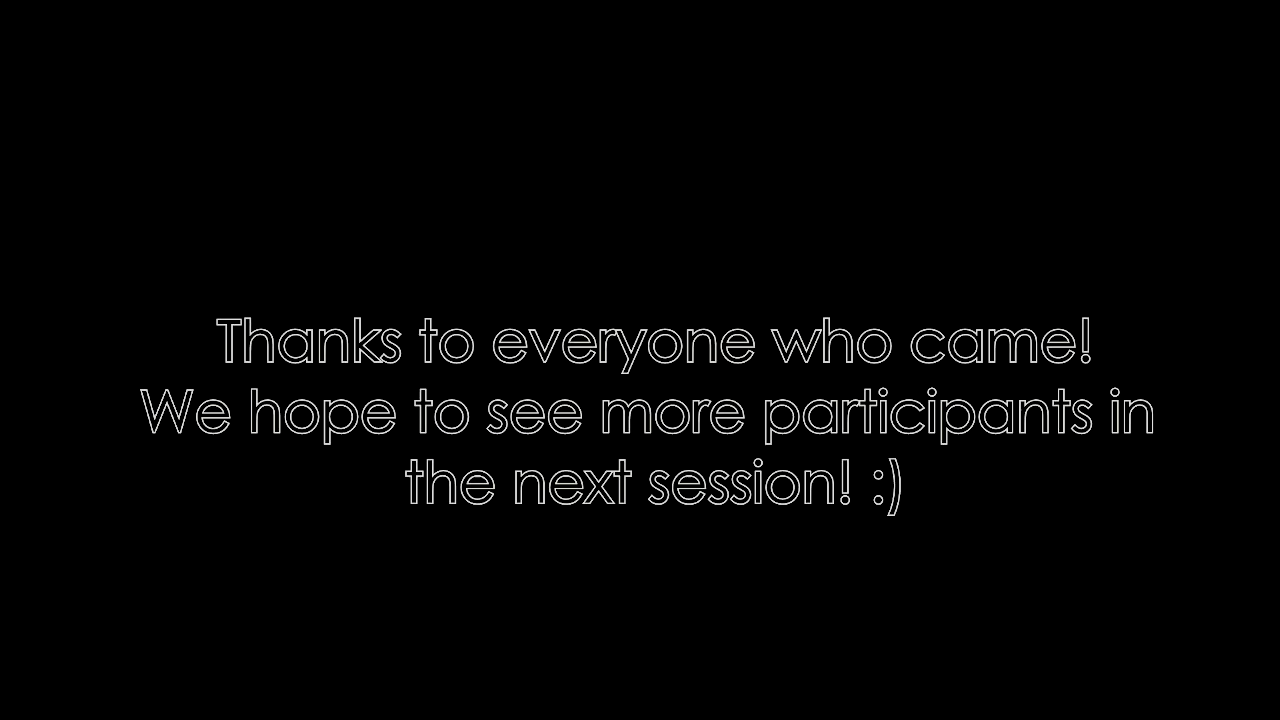 Thanks to everyone who came!
We hope to see more participants in
the next session! :)